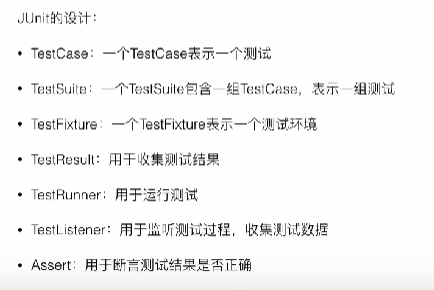 JUnit的设计：
• TestCase：一个TestCase表示一个测试
• TestSuite：一个TestSuite包含一组TestCase，表示一组测试
• TestFixture：一个TestFixture表示一个测试环境
• TestResult：用于收集测试结果
• TestRunner：用于运行测试
• TestListener：用于监听测试过程，收集测试数据
• Assert：用于断言测试结果是否正确